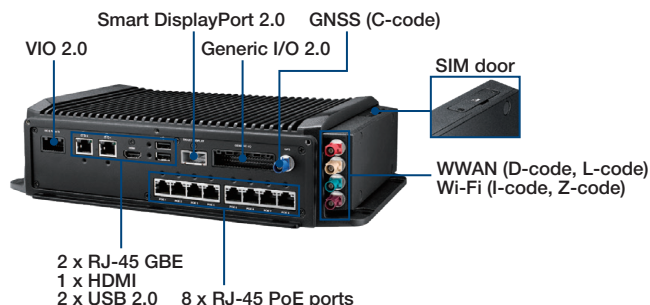 Smart DisplayPort 2.0
GNSS (C-code)
VIO 2.0
Generic I/O 2.0
SIM door
WWAN (D-code, L-code)
Wi-Fi (I-code, Z-code)
2 x RJ-45 GBE
1 x HDMI
2 x USB 2.0
8 x RJ-45 PoE ports